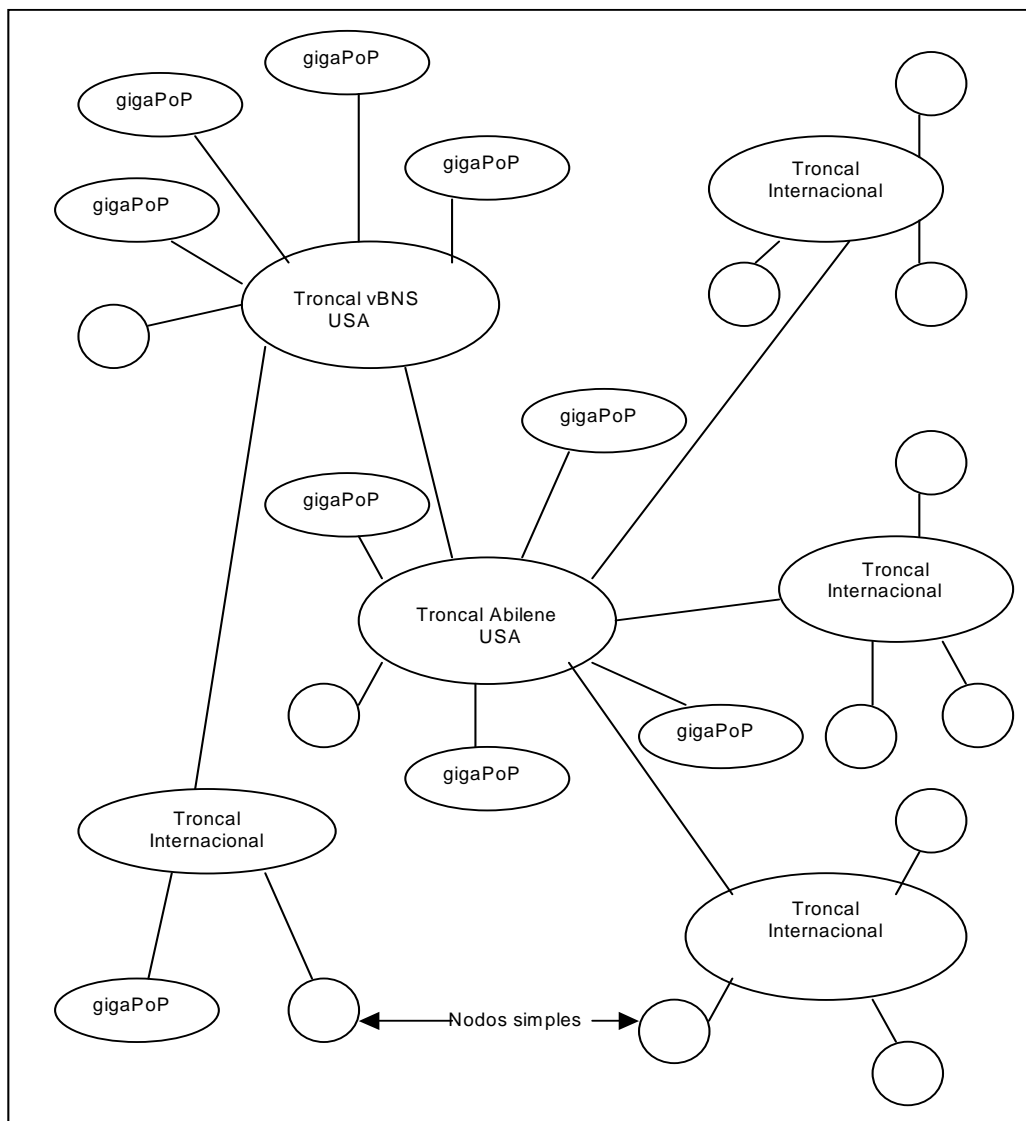 gigaPoP
gigaPoP
gigaPoP
gigaPoP
Troncal
Internacional
Troncal vBNS
USA
gigaPoP
gigaPoP
Troncal
Internacional
Troncal Abilene
USA
gigaPoP
gigaPoP
Troncal
Internacional
Troncal
Internacional
gigaPoP
Nodos simples